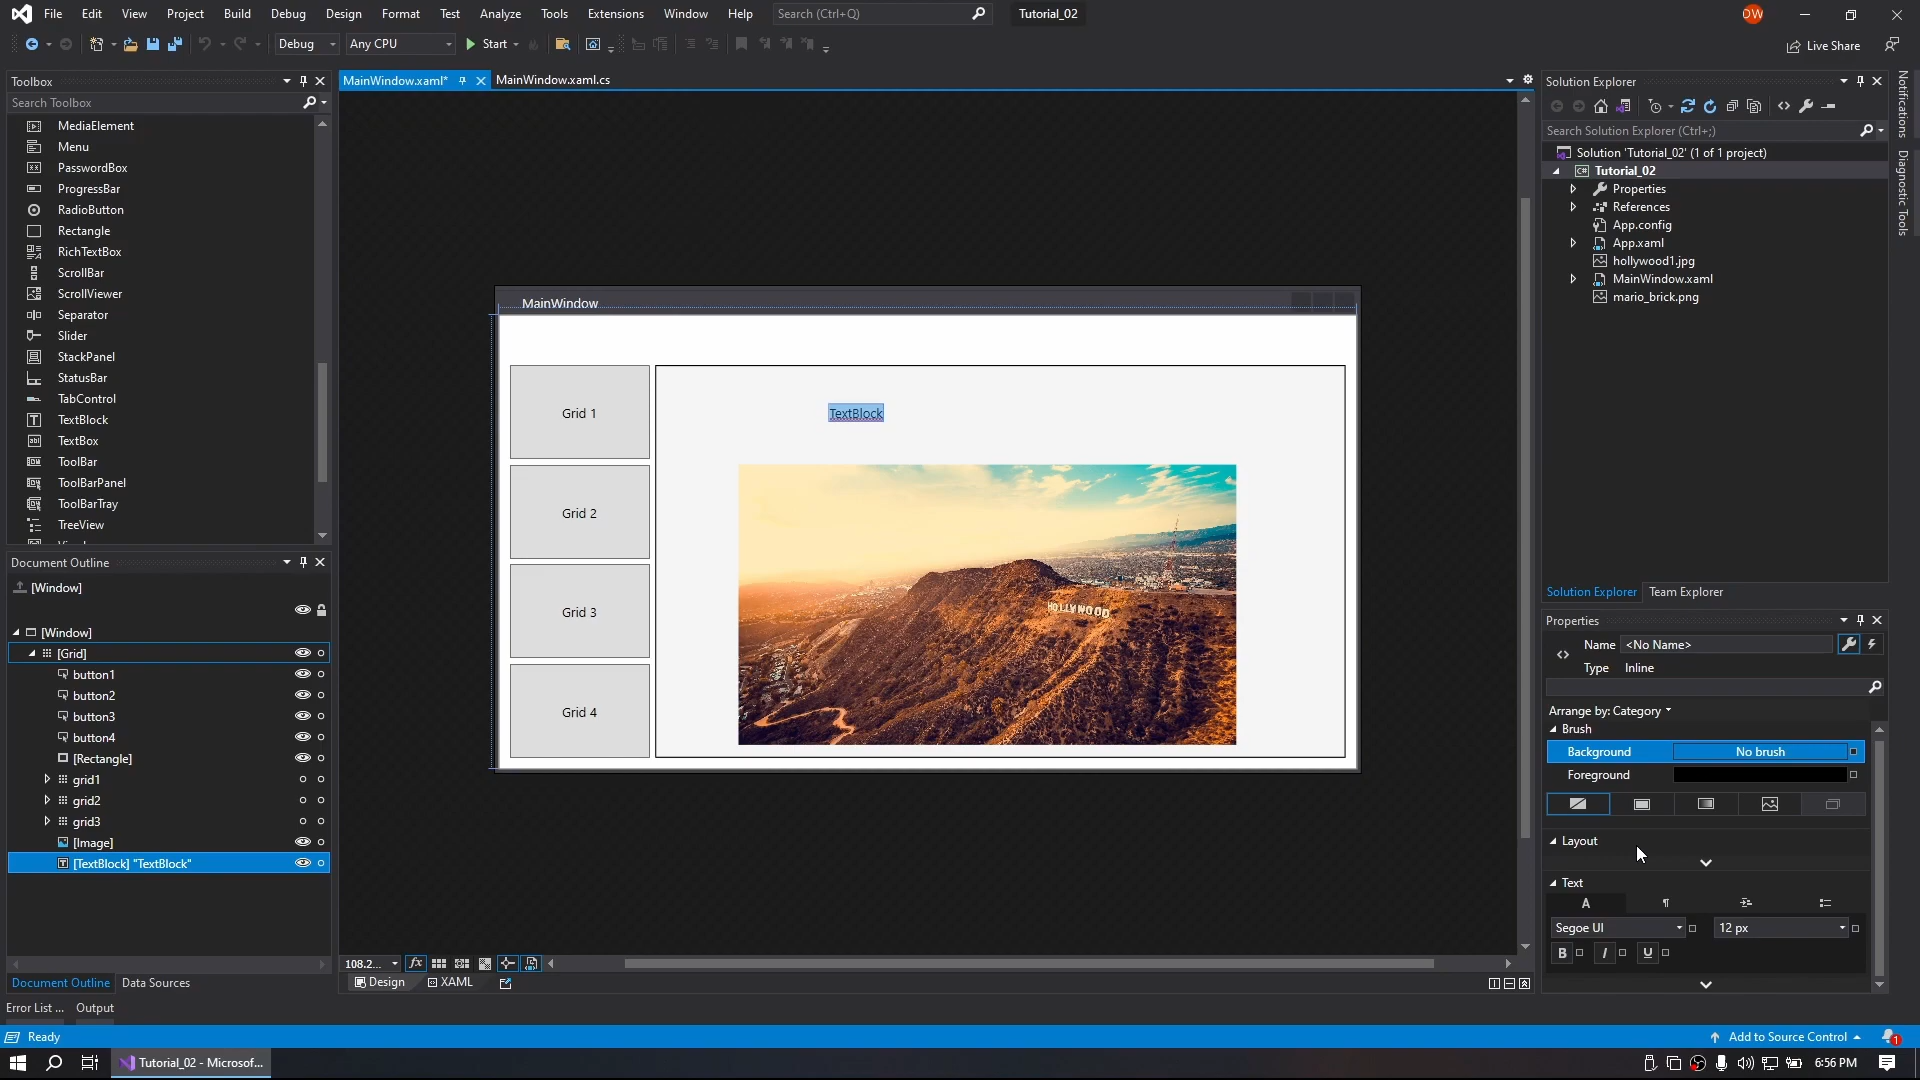 File Edit View Project Build Debug Design Format Test Analyze Tools Extensions Window Help Search (Ctrl+Q) Tutorial_02 OW
Debug Any CPU Start Live Share
Toolbox
Search Toolbox
MediaElement
Menu
PasswordBox
ProgressBar
RadioButton
Rectangle
RichTextBox
ScrollBar
ScrollViewer
Separator
Slider
StackPanel
StatusBar
TabControl
TextBlock
TextBox
ToolBar
ToolBarPanel
ToolBarTray
TreeView
Document Outline
[Window]
[Window]
[Grid]
button1
button2
button3
button4
[Rectangle]
grid1
grid2
grid3
[Image]
[TextBlock] "TextBlock"
Document Outline Data Sources
Error List ... Output
MainWindow.xaml* MainWindow.xaml.cs
MainWindow
Grid 1
Grid 2
Grid 3
Grid 4
TextBlock
HOLLYWOOD
108.2... fx
Design XAML
Solution Explorer
Search Solution Explorer (Ctrl+;)
Solution 'Tutorial_02' (1 of 1 project)
Tutorial_02
Properties
References
App.config
App.xaml
hollywood1.jpg
MainWindow.xaml
mario_brick.png
Solution Explorer Team Explorer
Properties
Name <No Name>
Type Inline
Arrange by: Category
Brush
Background No brush
Foreground
Layout
Text
A ¶
Segoe UI 12 px
B I U
Notifications
Diagnostic Tools
Ready Add to Source Control 1
Tutorial_02 - Microsof... 6:56 PM